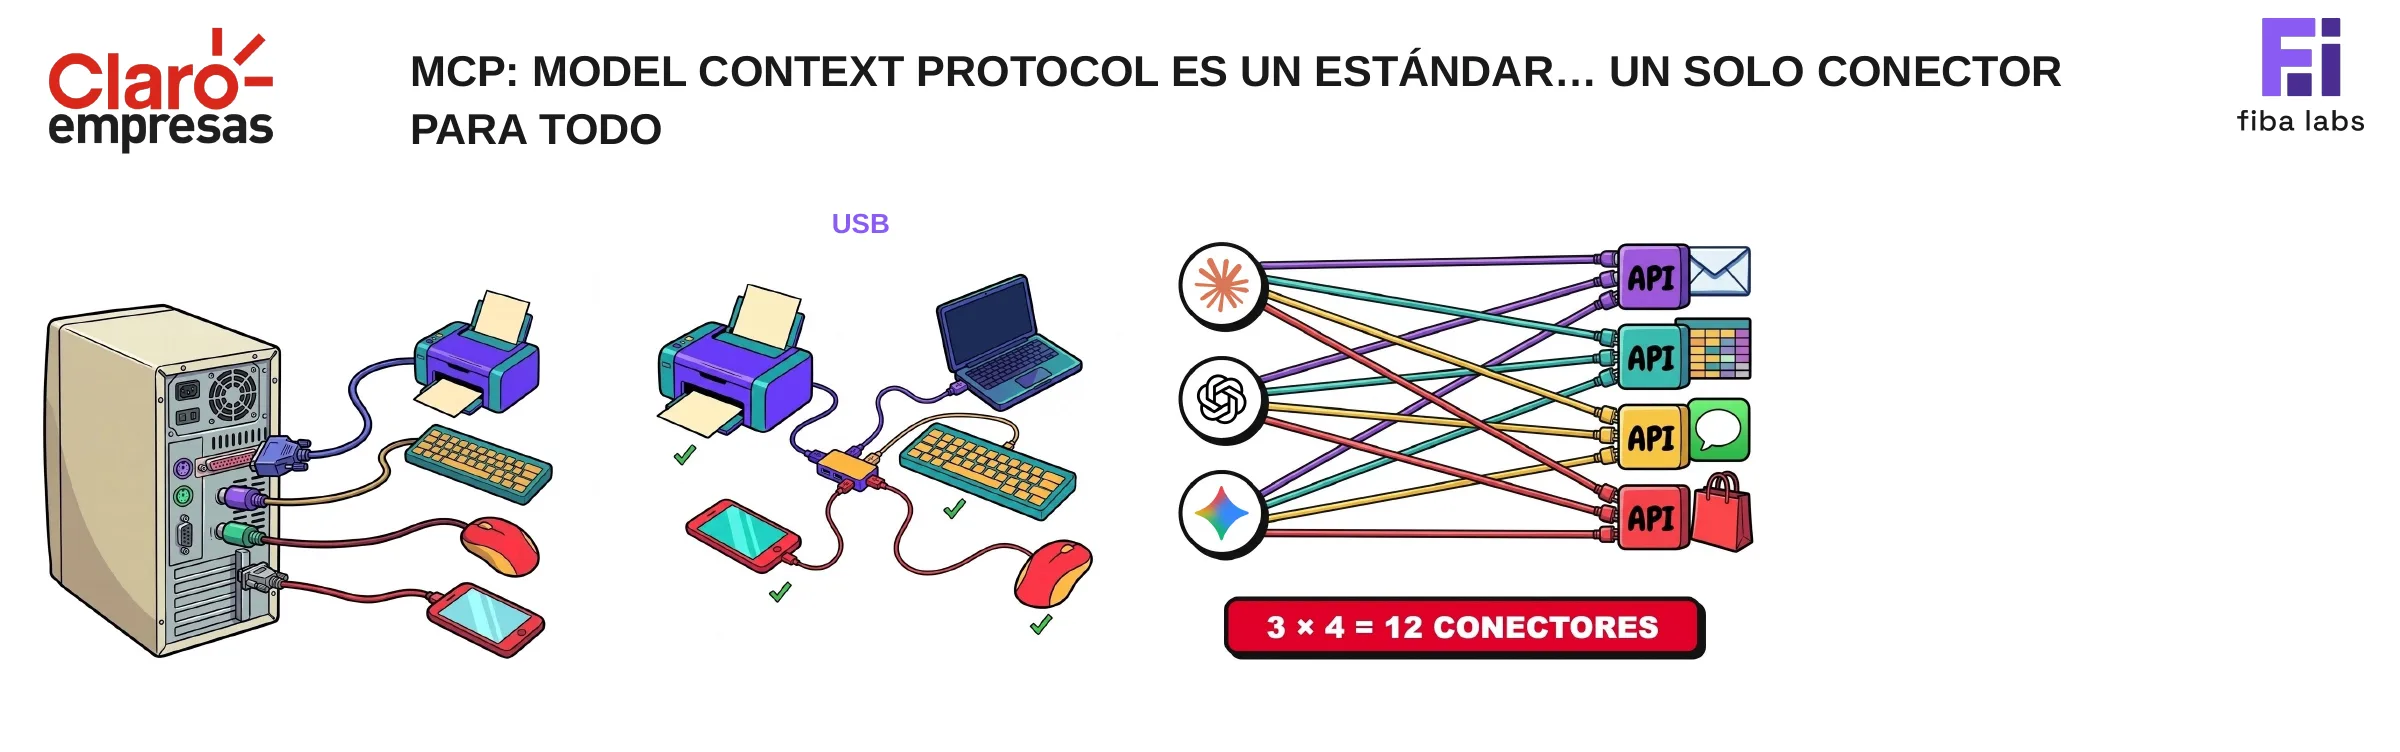 Claro
empresas
MCP: MODEL CONTEXT PROTOCOL ES UN ESTÁNDAR... UN SOLO CONECTOR
PARA TODO
fiba labs
USB
API
API
API
API
3 × 4 = 12 CONECTORES